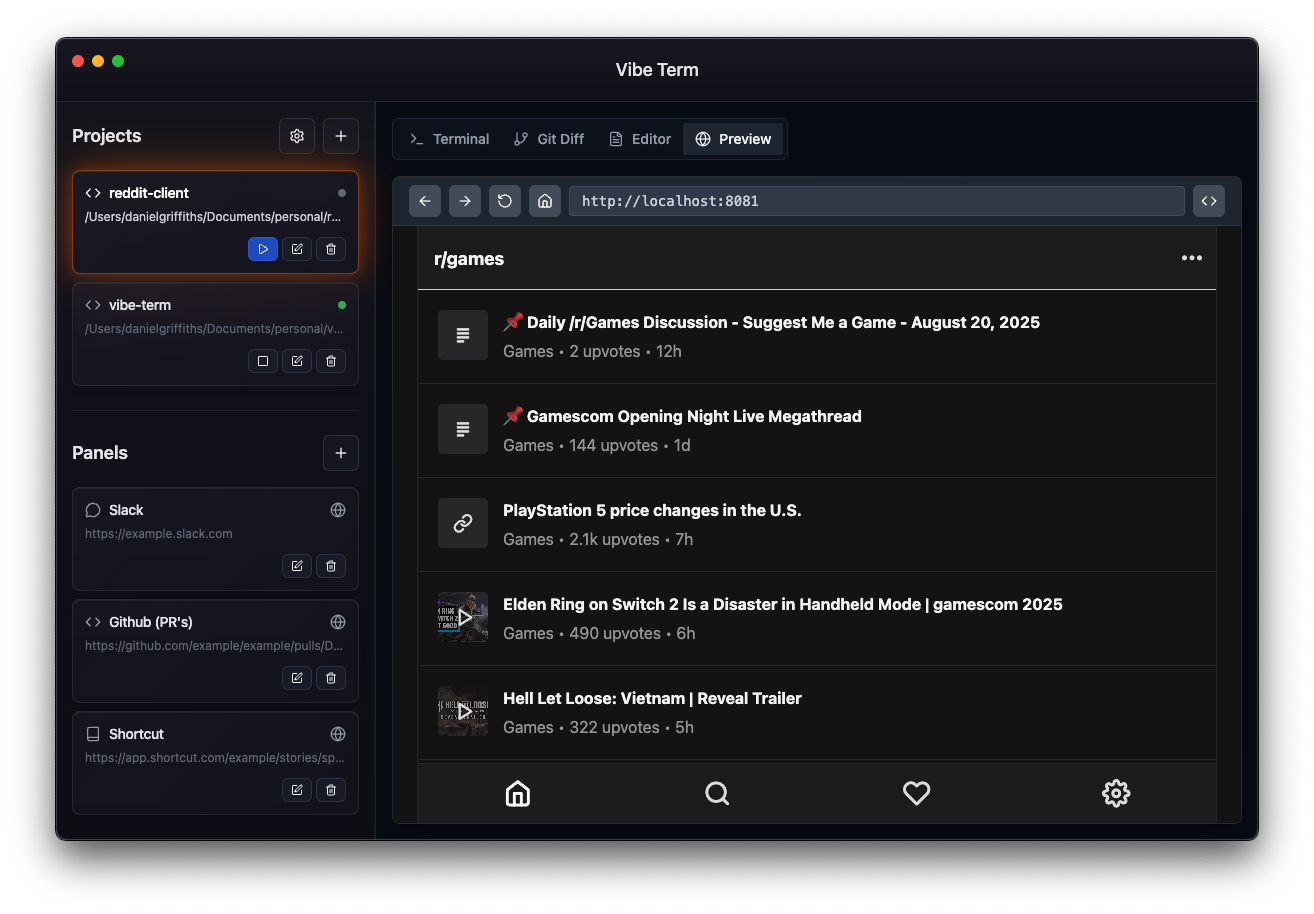 Vibe Term
Projects
reddit-client
/Users/danielgriffiths/Documents/personal/r...
vibe-term
/Users/danielgriffiths/Documents/personal/v...
Panels
Slack
https://example.slack.com
Github (PR's)
https://github.com/example/example/pulls/D...
Shortcut
https://app.shortcut.com/example/stories/sp...
Terminal
Git Diff
Editor
Preview
http://localhost:8081
r/games
📌 Daily /r/Games Discussion - Suggest Me a Game - August 20, 2025
Games • 2 upvotes • 12h
📌 Gamescom Opening Night Live Megathread
Games • 144 upvotes • 1d
PlayStation 5 price changes in the U.S.
Games • 2.1k upvotes • 7h
Elden Ring on Switch 2 Is a Disaster in Handheld Mode | gamescom 2025
Games • 490 upvotes • 6h
Hell Let Loose: Vietnam | Reveal Trailer
Games • 322 upvotes • 5h